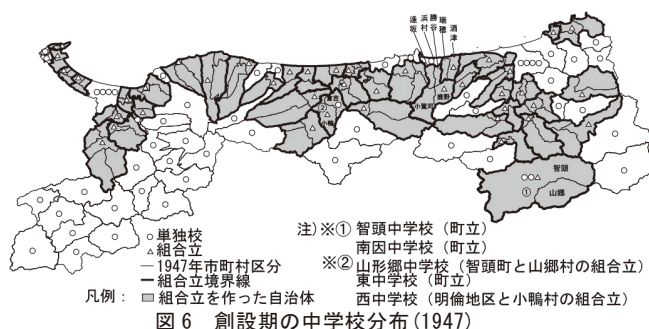 逢坂
浜村
勝谷
瑞穂
酒津
鹿野
小鷲河
②
小鴨
智頭
①
山郷
○単独校
△組合立
―1947年市町村区分
━組合立境界線
凡例： 組合立を作った自治体
注）※① 智頭中学校（町立）
南因中学校（町立）
山形郷中学校（智頭町と山郷村の組合立）
※② 東中学校（町立）
西中学校（明倫地区と小鴨村の組合立）
図６ 創設期の中学校分布(1947)